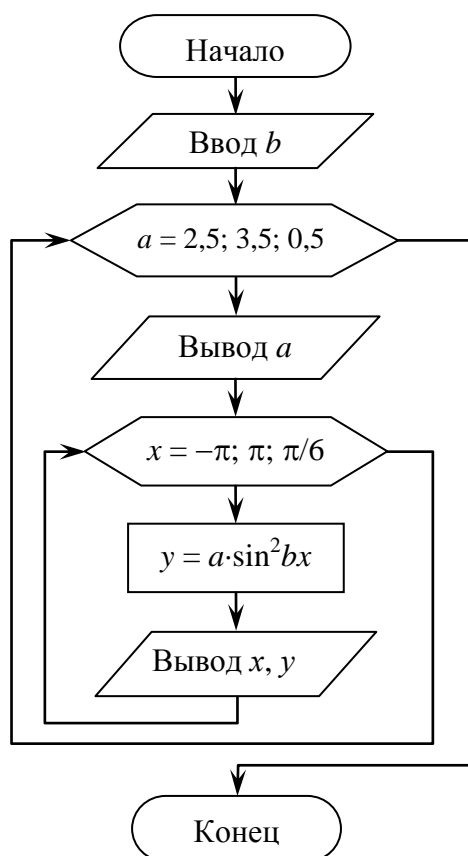 Начало
Ввод b
a = 2,5; 3,5; 0,5
Вывод a
x = −π; π; π/6
y = a·sin²bx
Вывод x, y
Конец